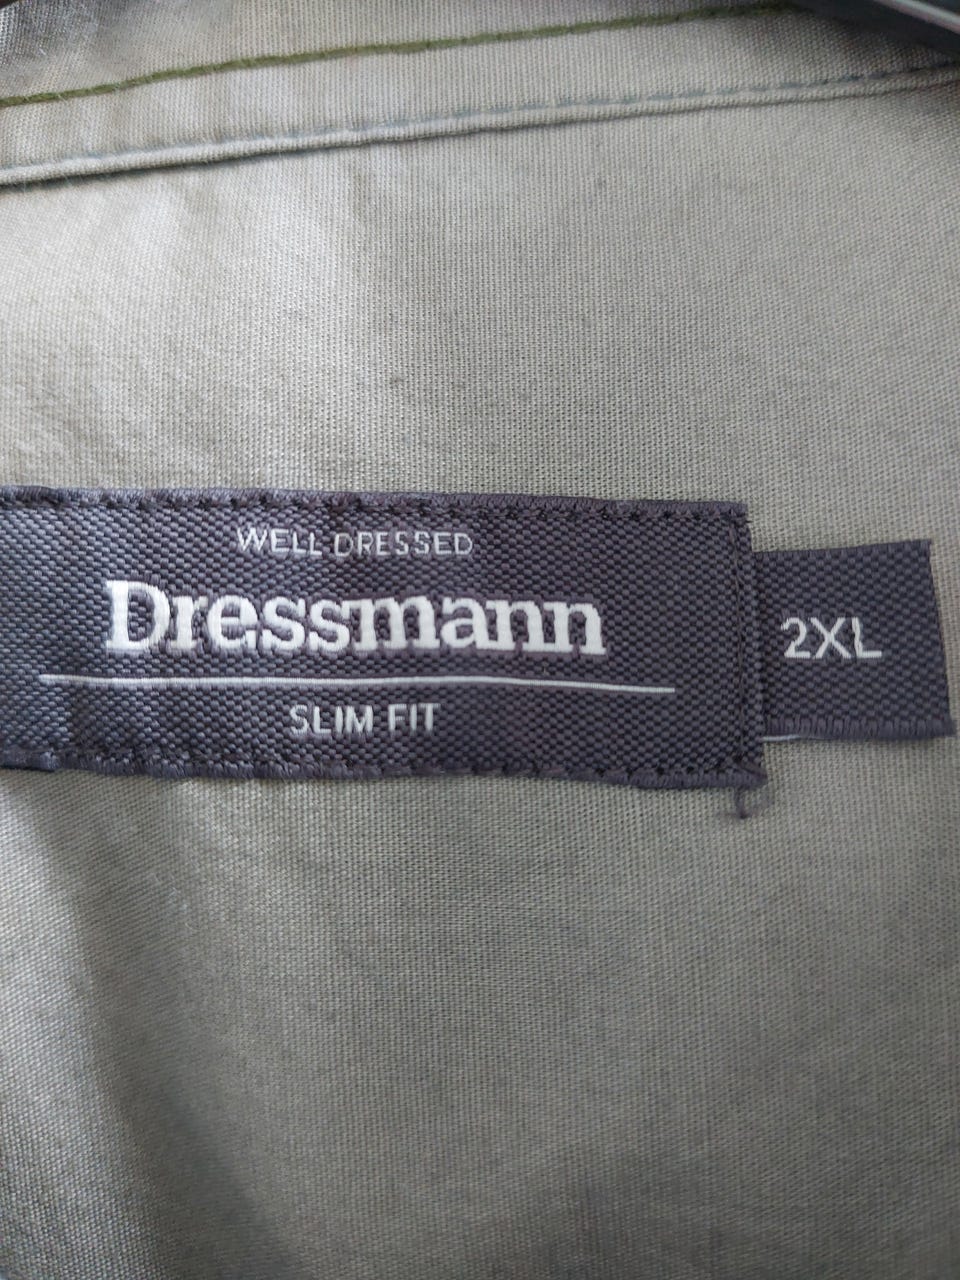 WELL DRESSED
Dressmann
SLIM FIT
2XL